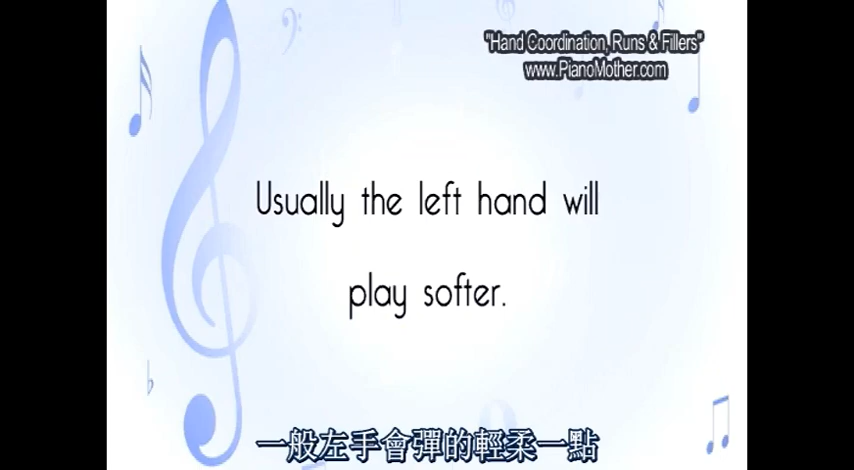 "Hand Coordination, Runs & Fillers"
www.PianoMother.com
Usually the left hand will
play softer.
一般左手會彈的輕柔一點